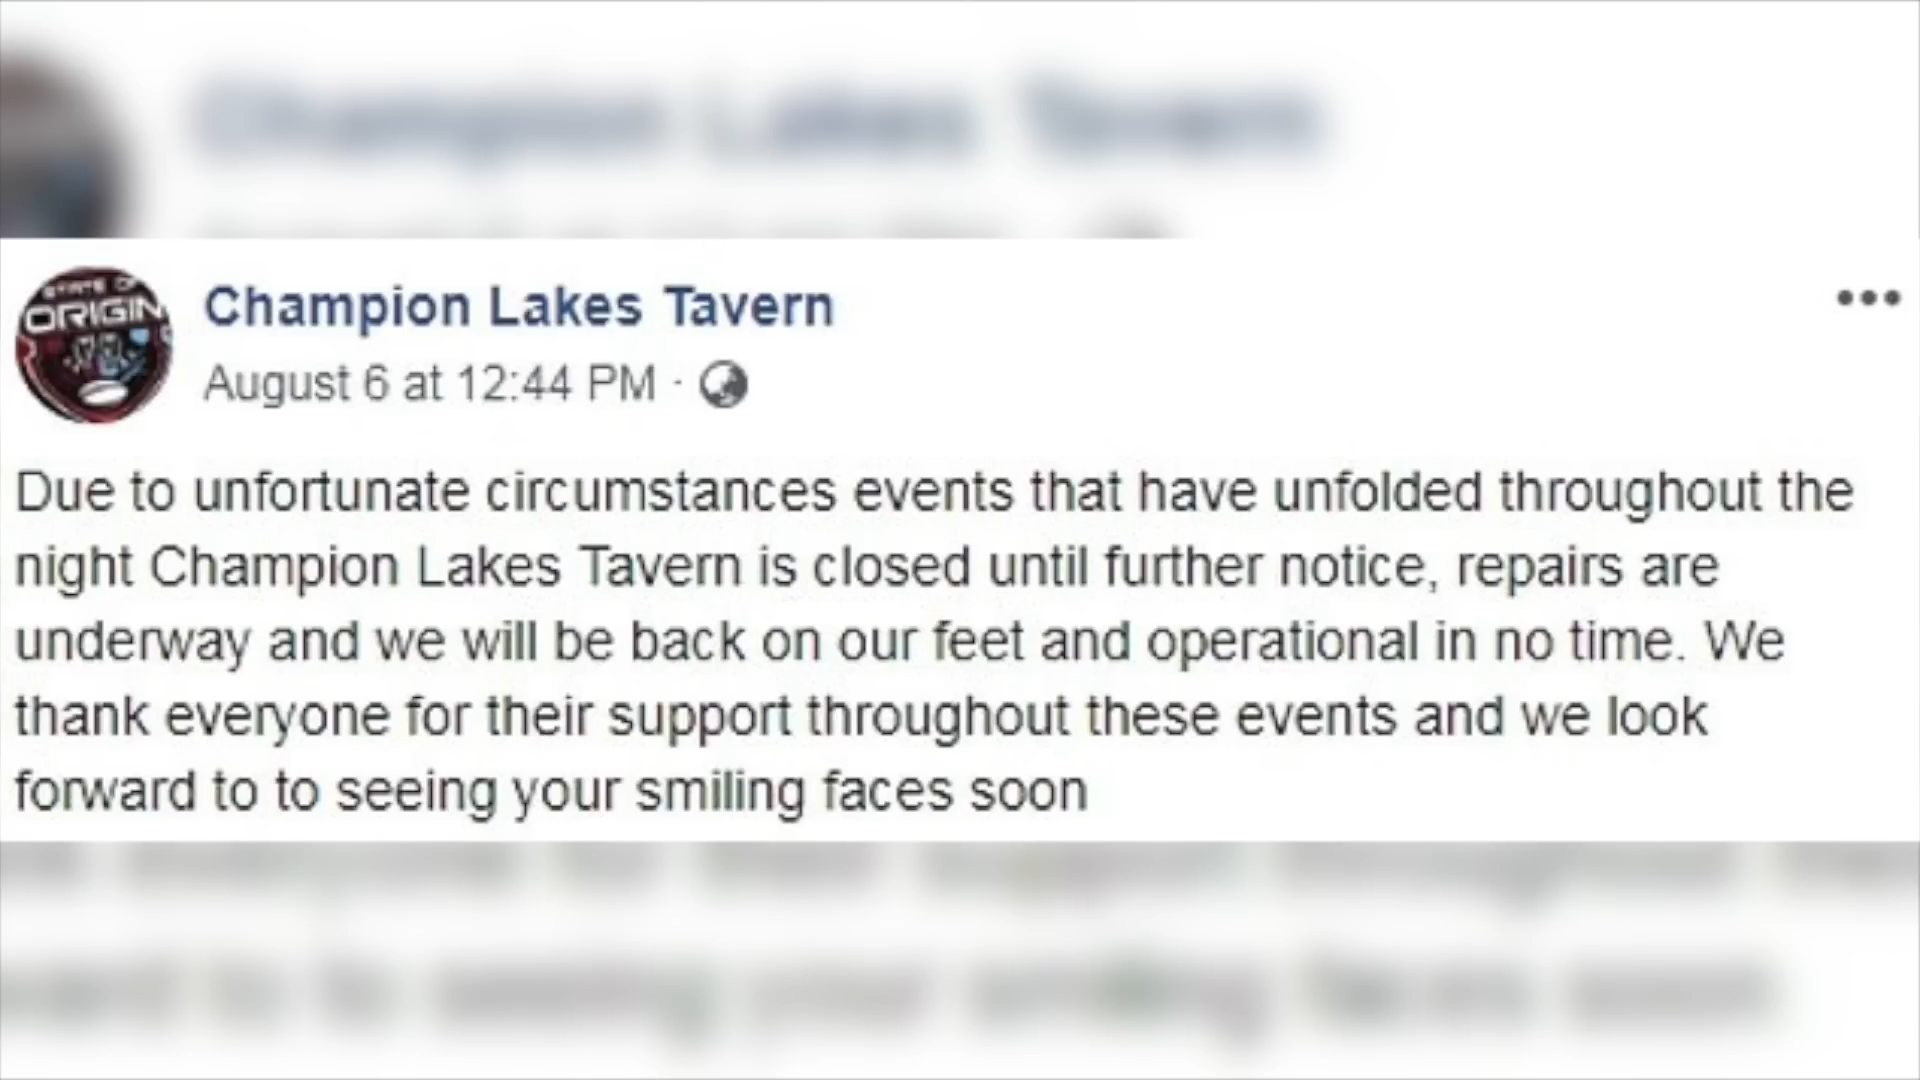 STATE OF
ORIGIN
Champion Lakes Tavern
August 6 at 12:44 PM ·
Due to unfortunate circumstances events that have unfolded throughout the
night Champion Lakes Tavern is closed until further notice, repairs are
underway and we will be back on our feet and operational in no time. We
thank everyone for their support throughout these events and we look
forward to to seeing your smiling faces soon